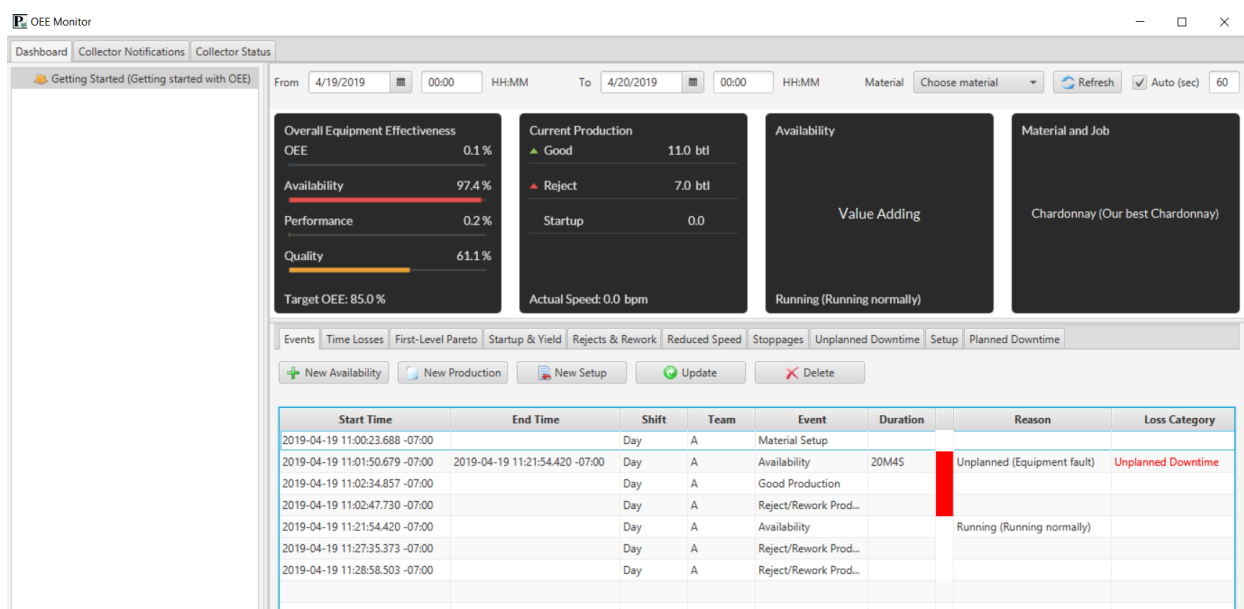 OEE Monitor
Dashboard Collector Notifications Collector Status
Getting Started (Getting started with OEE)
From 4/19/2019 00:00 HH:MM To 4/20/2019 00:00 HH:MM Material Choose material Refresh Auto (sec) 60
Overall Equipment Effectiveness
OEE 0.1 %
Availability 97.4 %
Performance 0.2 %
Quality 61.1 %
Target OEE: 85.0 %
Current Production
Good 11.0 btl
Reject 7.0 btl
Startup 0.0
Actual Speed: 0.0 bpm
Availability
Value Adding
Running (Running normally)
Material and Job
Chardonnay (Our best Chardonnay)
Events Time Losses First-Level Pareto Startup & Yield Rejects & Rework Reduced Speed Stoppages Unplanned Downtime Setup Planned Downtime
New Availability New Production New Setup Update Delete
Start Time End Time Shift Team Event Duration Reason Loss Category
2019-04-19 11:00:23.688 -07:00 Day A Material Setup
2019-04-19 11:01:50.679 -07:00 2019-04-19 11:21:54.420 -07:00 Day A Availability 20M4S Unplanned (Equipment fault) Unplanned Downtime
2019-04-19 11:02:34.857 -07:00 Day A Good Production
2019-04-19 11:02:47.730 -07:00 Day A Reject/Rework Prod...
2019-04-19 11:21:54.420 -07:00 Day A Availability Running (Running normally)
2019-04-19 11:27:35.373 -07:00 Day A Reject/Rework Prod...
2019-04-19 11:28:58.503 -07:00 Day A Reject/Rework Prod...